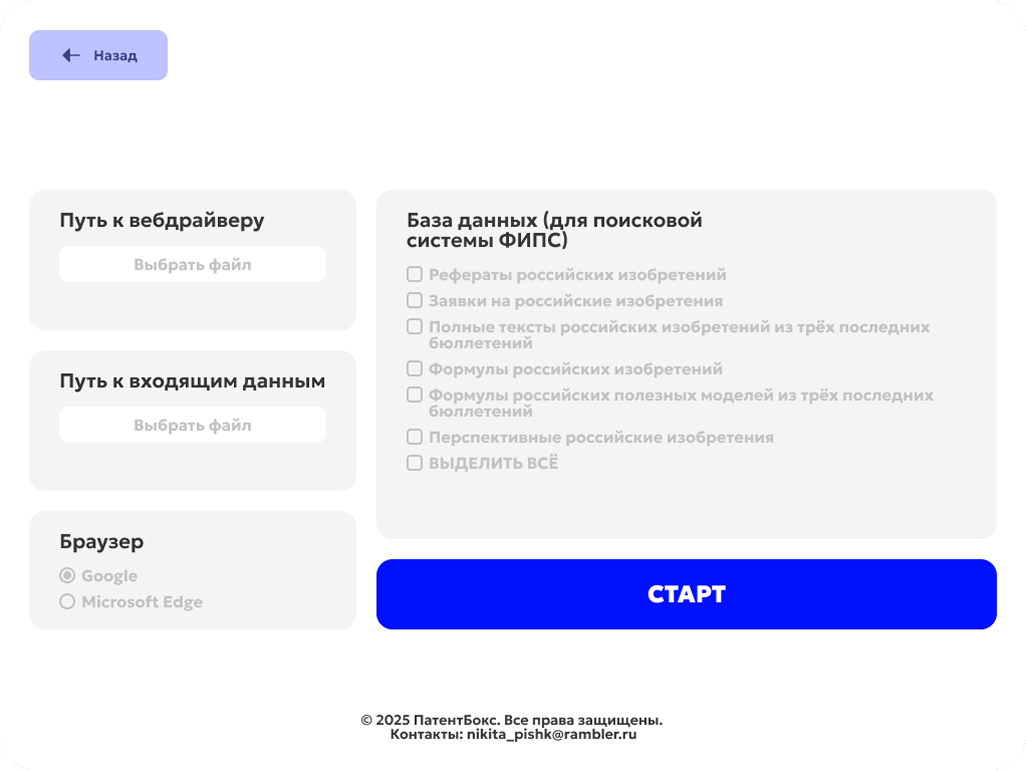 Назад
Путь к вебдрайверу
Выбрать файл
Путь к входящим данным
Выбрать файл
Браузер
Google
Microsoft Edge
База данных (для поисковой
системы ФИПС)
Рефераты российских изобретений
Заявки на российские изобретения
Полные тексты российских изобретений из трёх последних
бюллетений
Формулы российских изобретений
Формулы российских полезных моделей из трёх последних
бюллетений
Перспективные российские изобретения
ВЫДЕЛИТЬ ВСЁ
СТАРТ
© 2025 ПатентБокс. Все права защищены.
Контакты: nikita_pishk@rambler.ru